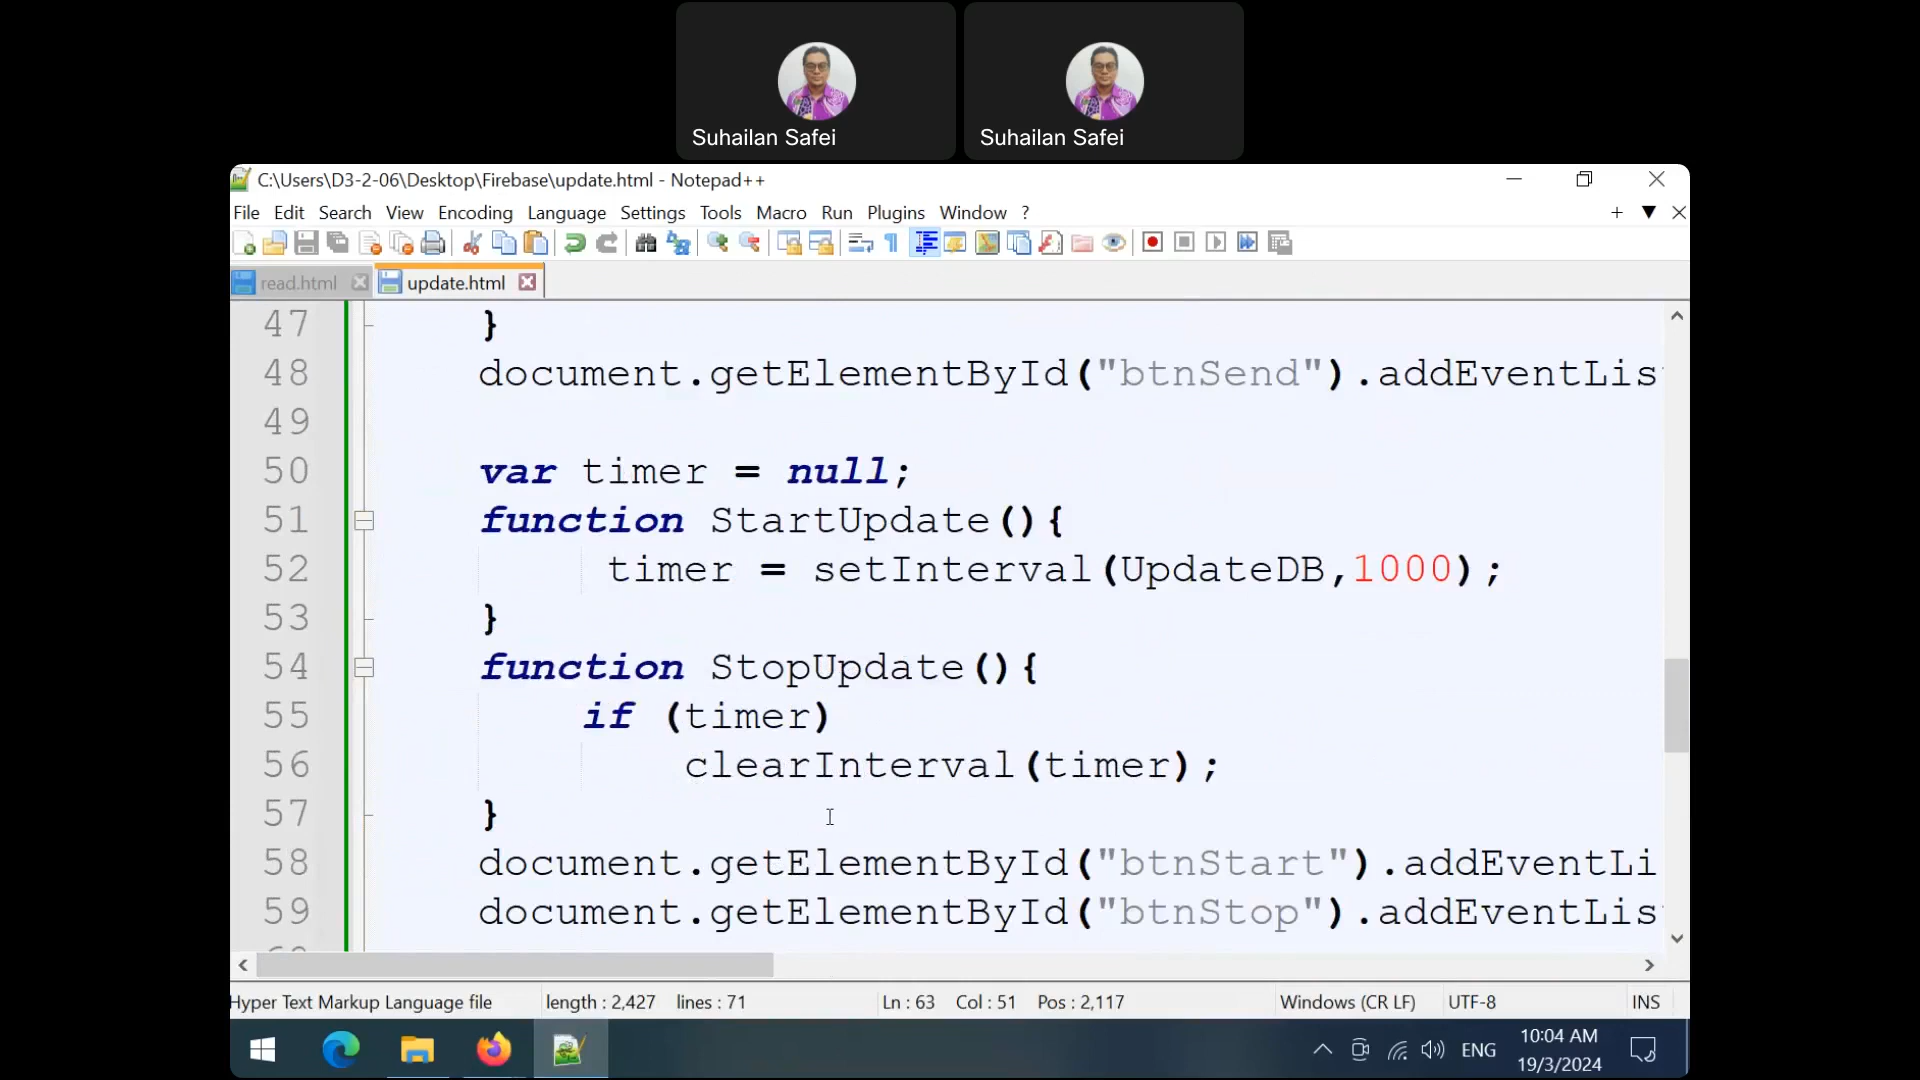 Suhailan Safei Suhailan Safei
C:\Users\D3-2-06\Desktop\Firebase\update.html - Notepad++
File Edit Search View Encoding Language Settings Tools Macro Run Plugins Window ?
read.html update.html
47 }
48 document.getElementById("btnSend").addEventLis
49
50 var timer = null;
51 function StartUpdate(){
52 timer = setInterval(UpdateDB,1000);
53 }
54 function StopUpdate(){
55 if (timer)
56 clearInterval(timer);
57 }
58 document.getElementById("btnStart").addEventLi
59 document.getElementById("btnStop").addEventLis
Hyper Text Markup Language file length : 2,427 lines : 71 Ln : 63 Col : 51 Pos : 2,117 Windows (CR LF) UTF-8 INS
ENG 10:04 AM
19/3/2024